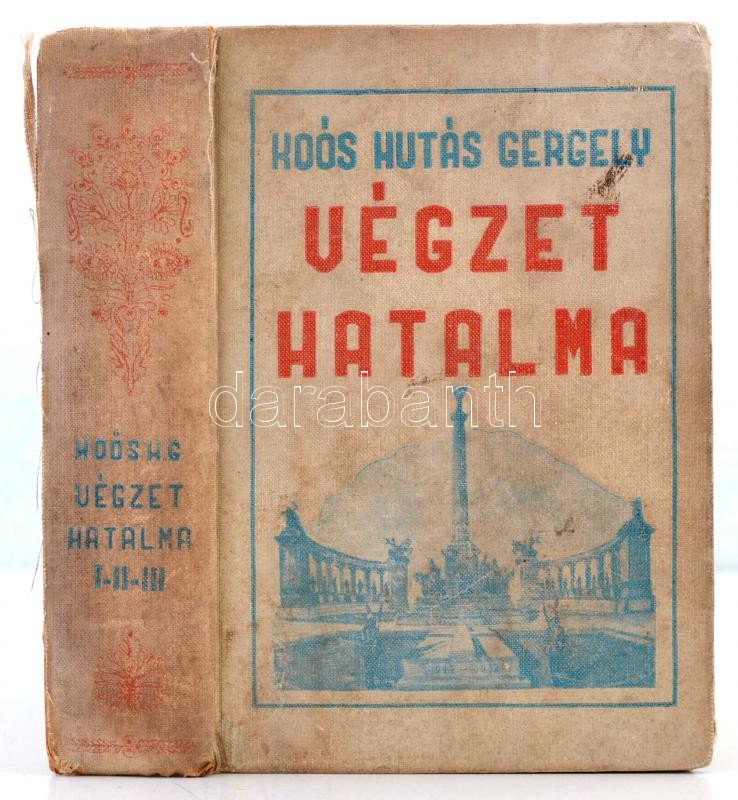 KOÓS HUTÁS GERGELY
VÉGZET
HATALMA
KOÓS H.G
VÉGZET
HATALMA
I-II-III
darabanth